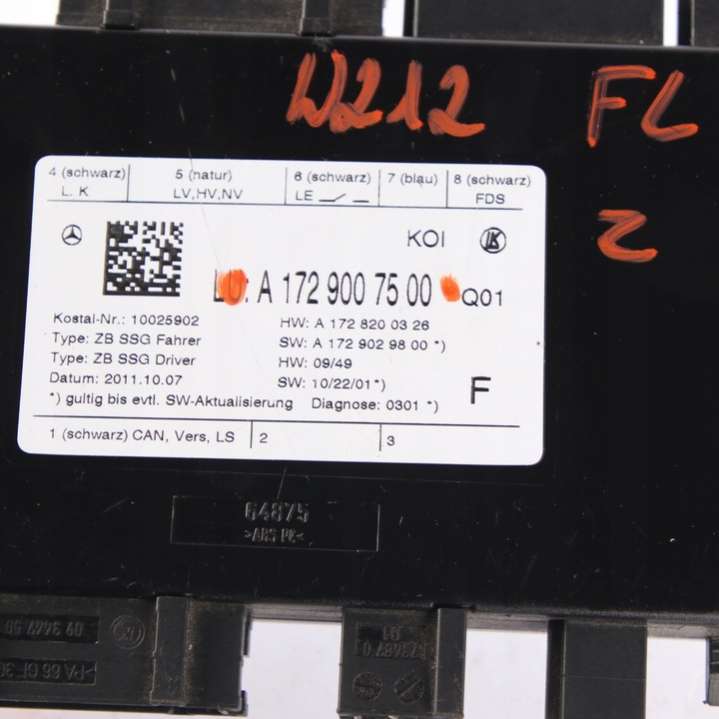 W212 FL
2
4 (schwarz) 5 (natur) 6 (schwarz) 7 (blau) 8 (schwarz)
L. K LV,HV,NV LE FDS
KOI
A 172 900 75 00 Q01
Kostal-Nr.: 10025902 HW: A 172 820 03 26
Type: ZB SSG Fahrer SW: A 172 902 98 00 *)
Type: ZB SSG Driver HW: 09/49
Datum: 2011.10.07 SW: 10/22/01*)
F
*) gultig bis evtl. SW-Aktualisierung Diagnose: 0301 *)
1 (schwarz) CAN, Vers, LS 2 3
64875